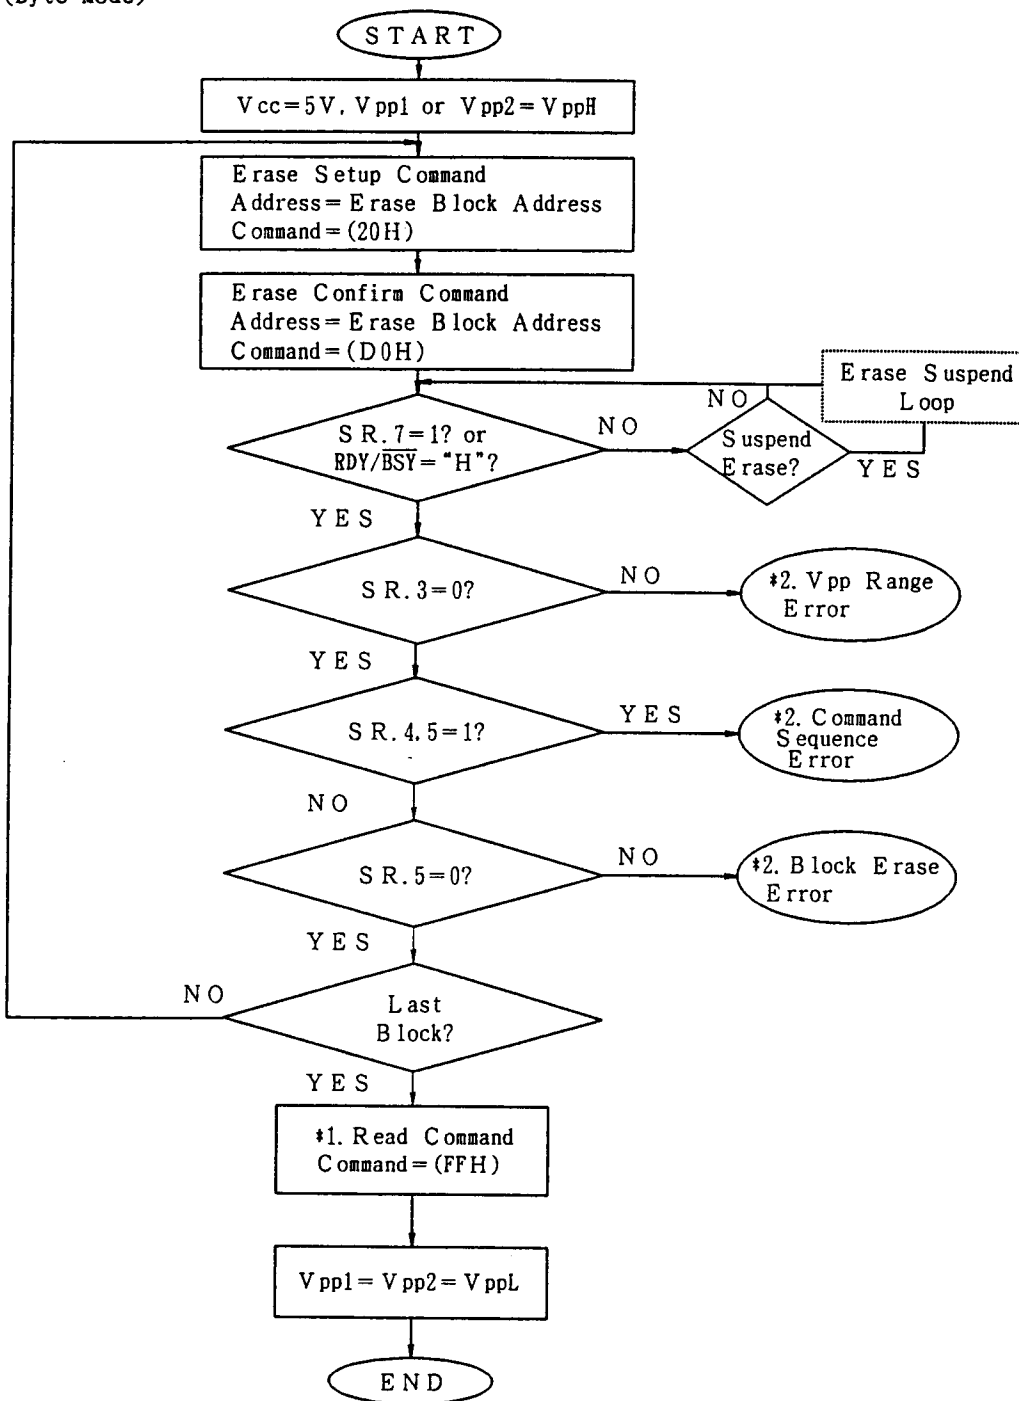 (Byte Mode)
START
Vcc=5V, Vpp1 or Vpp2=VppH
Erase Setup Command
Address=Erase Block Address
Command=(20H)
Erase Confirm Command
Address=Erase Block Address
Command=(D0H)
Erase Suspend
Loop
NO
SR.7=1? or
RDY/BSY="H"?
NO
Suspend
Erase?
YES
YES
SR.3=0?
NO
*2. Vpp Range
Error
YES
SR.4,5=1?
YES
*2. Command
Sequence
Error
NO
SR.5=0?
NO
*2. Block Erase
Error
YES
NO
Last
Block?
YES
*1. Read Command
Command=(FFH)
Vpp1=Vpp2=VppL
END